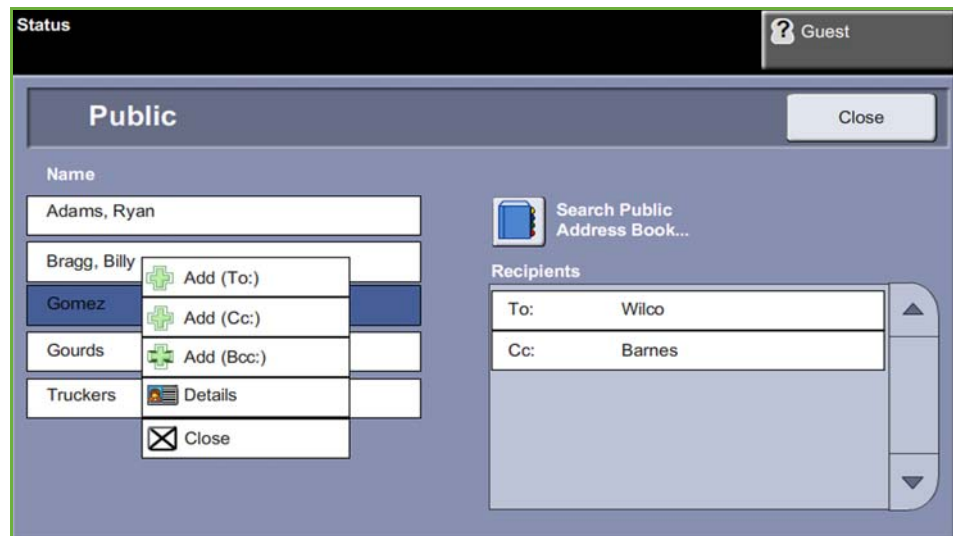 Status
Guest
Public
Close
Name
Adams, Ryan
Bragg, Billy
Gomez
Gourds
Truckers
Add (To:)
Add (Cc:)
Add (Bcc:)
Details
Close
Search Public
Address Book...
Recipients
To: Wilco
Cc: Barnes